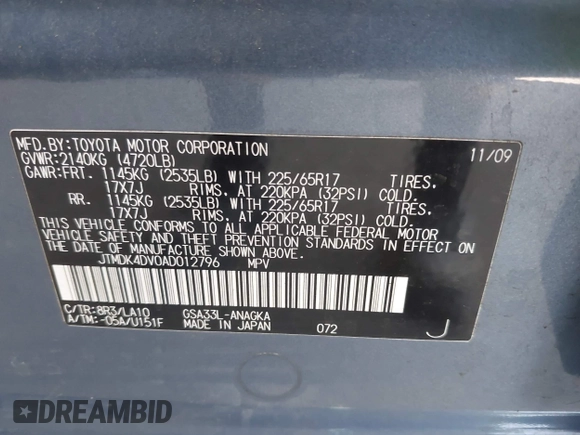 MFD.BY:TOYOTA MOTOR CORPORATION 11/09
GVWR:2140KG (4720LB)
GAWR:FRT. 1145KG (2535LB) WITH 225/65R17 TIRES,
17X7J RIMS, AT 220KPA (32PSI) COLD.
RR. 1145KG (2535LB) WITH 225/65R17 TIRES,
17X7J RIMS, AT 220KPA (32PSI) COLD.
THIS VEHICLE CONFORMS TO ALL APPLICABLE FEDERAL MOTOR
VEHICLE SAFETY AND THEFT PREVENTION STANDARDS IN EFFECT ON
THE DATE OF MANUFACTURE SHOWN ABOVE.
JTMDK4DV0AD012796 MPV
C/TR:8R3/LA10 GSA33L-ANAGKA
A/TM:-05A/U151F MADE IN JAPAN 072 J
DREAMBID